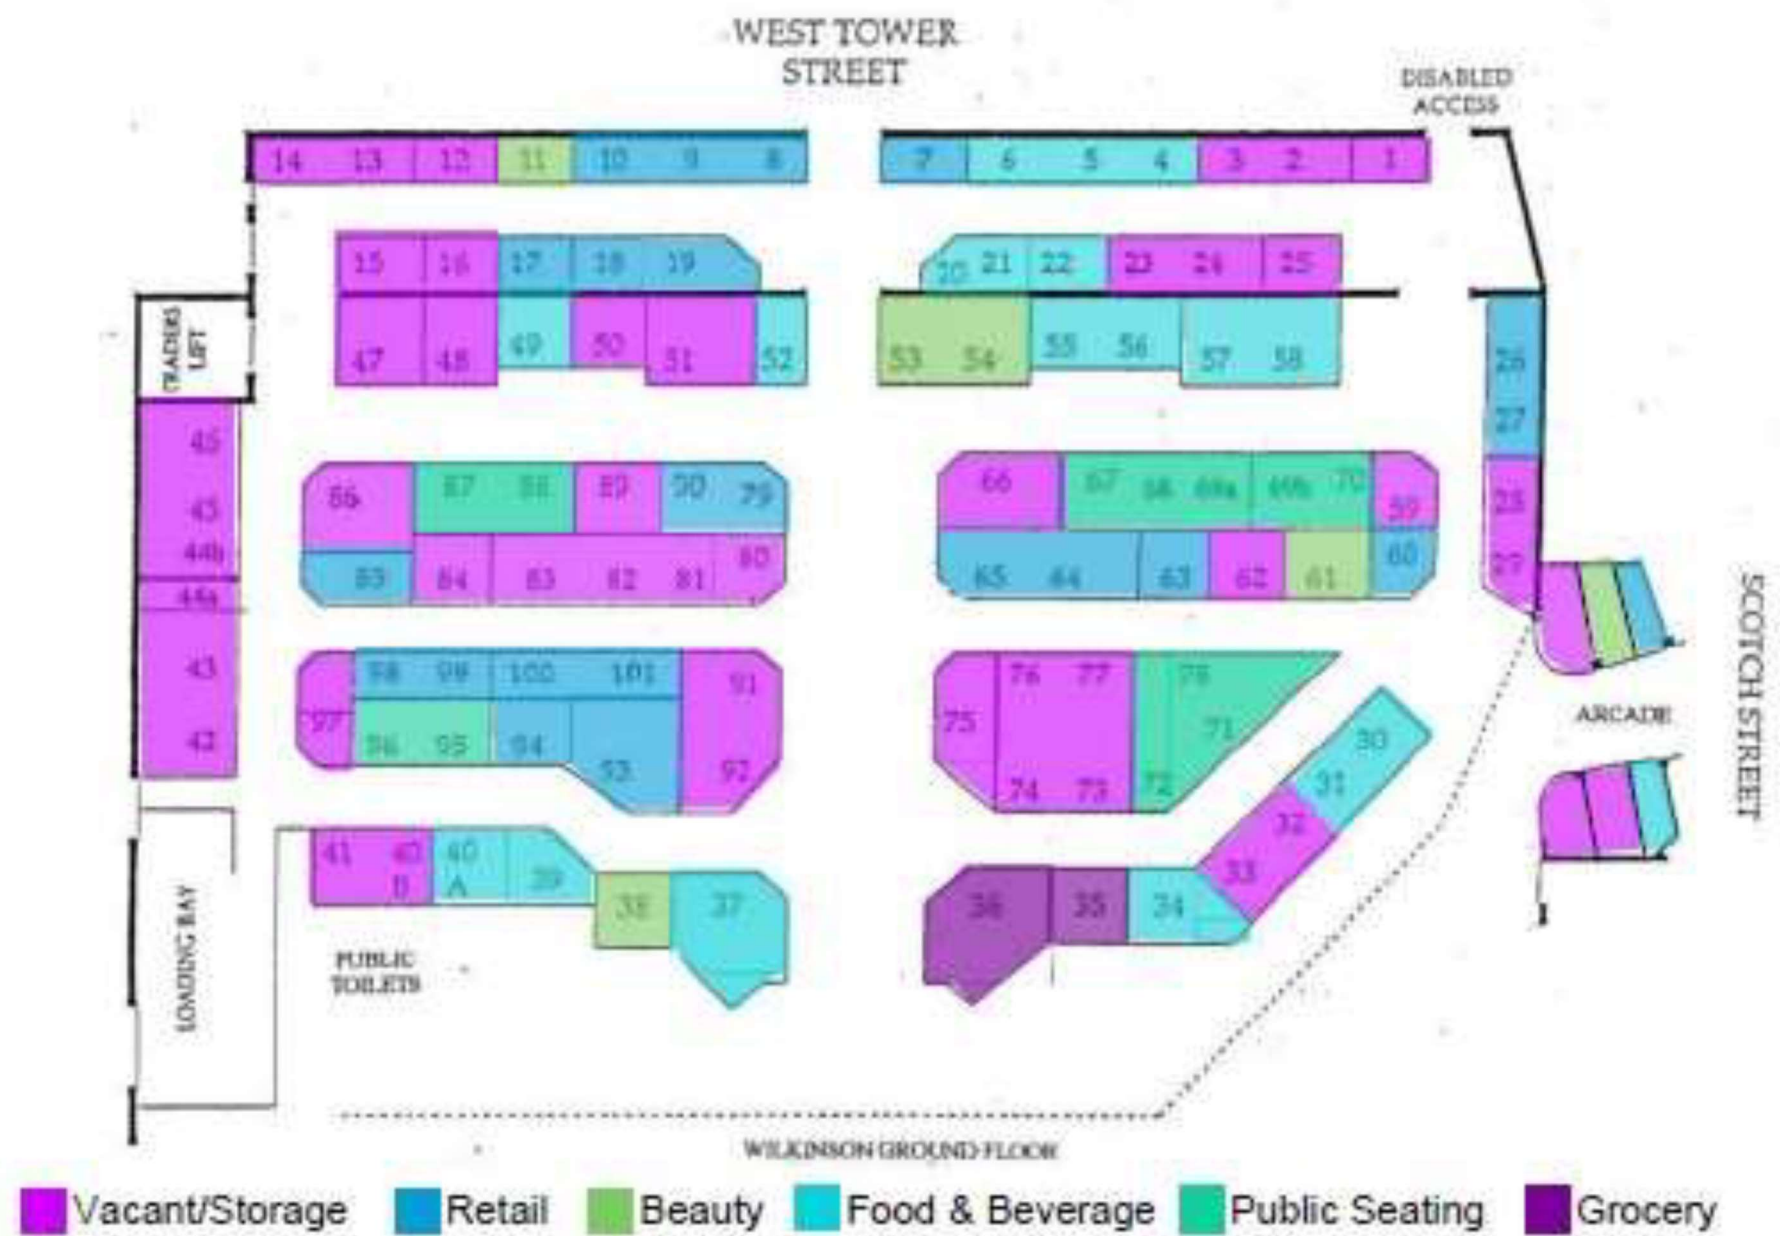 WEST TOWER
STREET
DISABLED
ACCESS
14 13 12 11 10 9 8 7 6 5 4 3 2 1
15 16 17 18 19 20 21 22 23 24 25
TRADERS
LIFT
47 48 49 50 51 52 53 54 55 56 57 58
26
27
28
29
46
45
44b
44a
43
42
86 87 88 89 90 79 66 67 68 69a 69b 70 59
85 84 83 82 81 80 65 64 63 62 61 60
98 99 100 101 91 76 77 78
97 96 95 94 93 92 75 74 73 72 71
30
31
32
33
ARCADE
SCOTCH STREET
41 40 B 40 A 39 38 37 36 35 34
LOADING BAY
PUBLIC
TOILETS
WILKINSON GROUND FLOOR
Vacant/Storage Retail Beauty Food & Beverage Public Seating Grocery